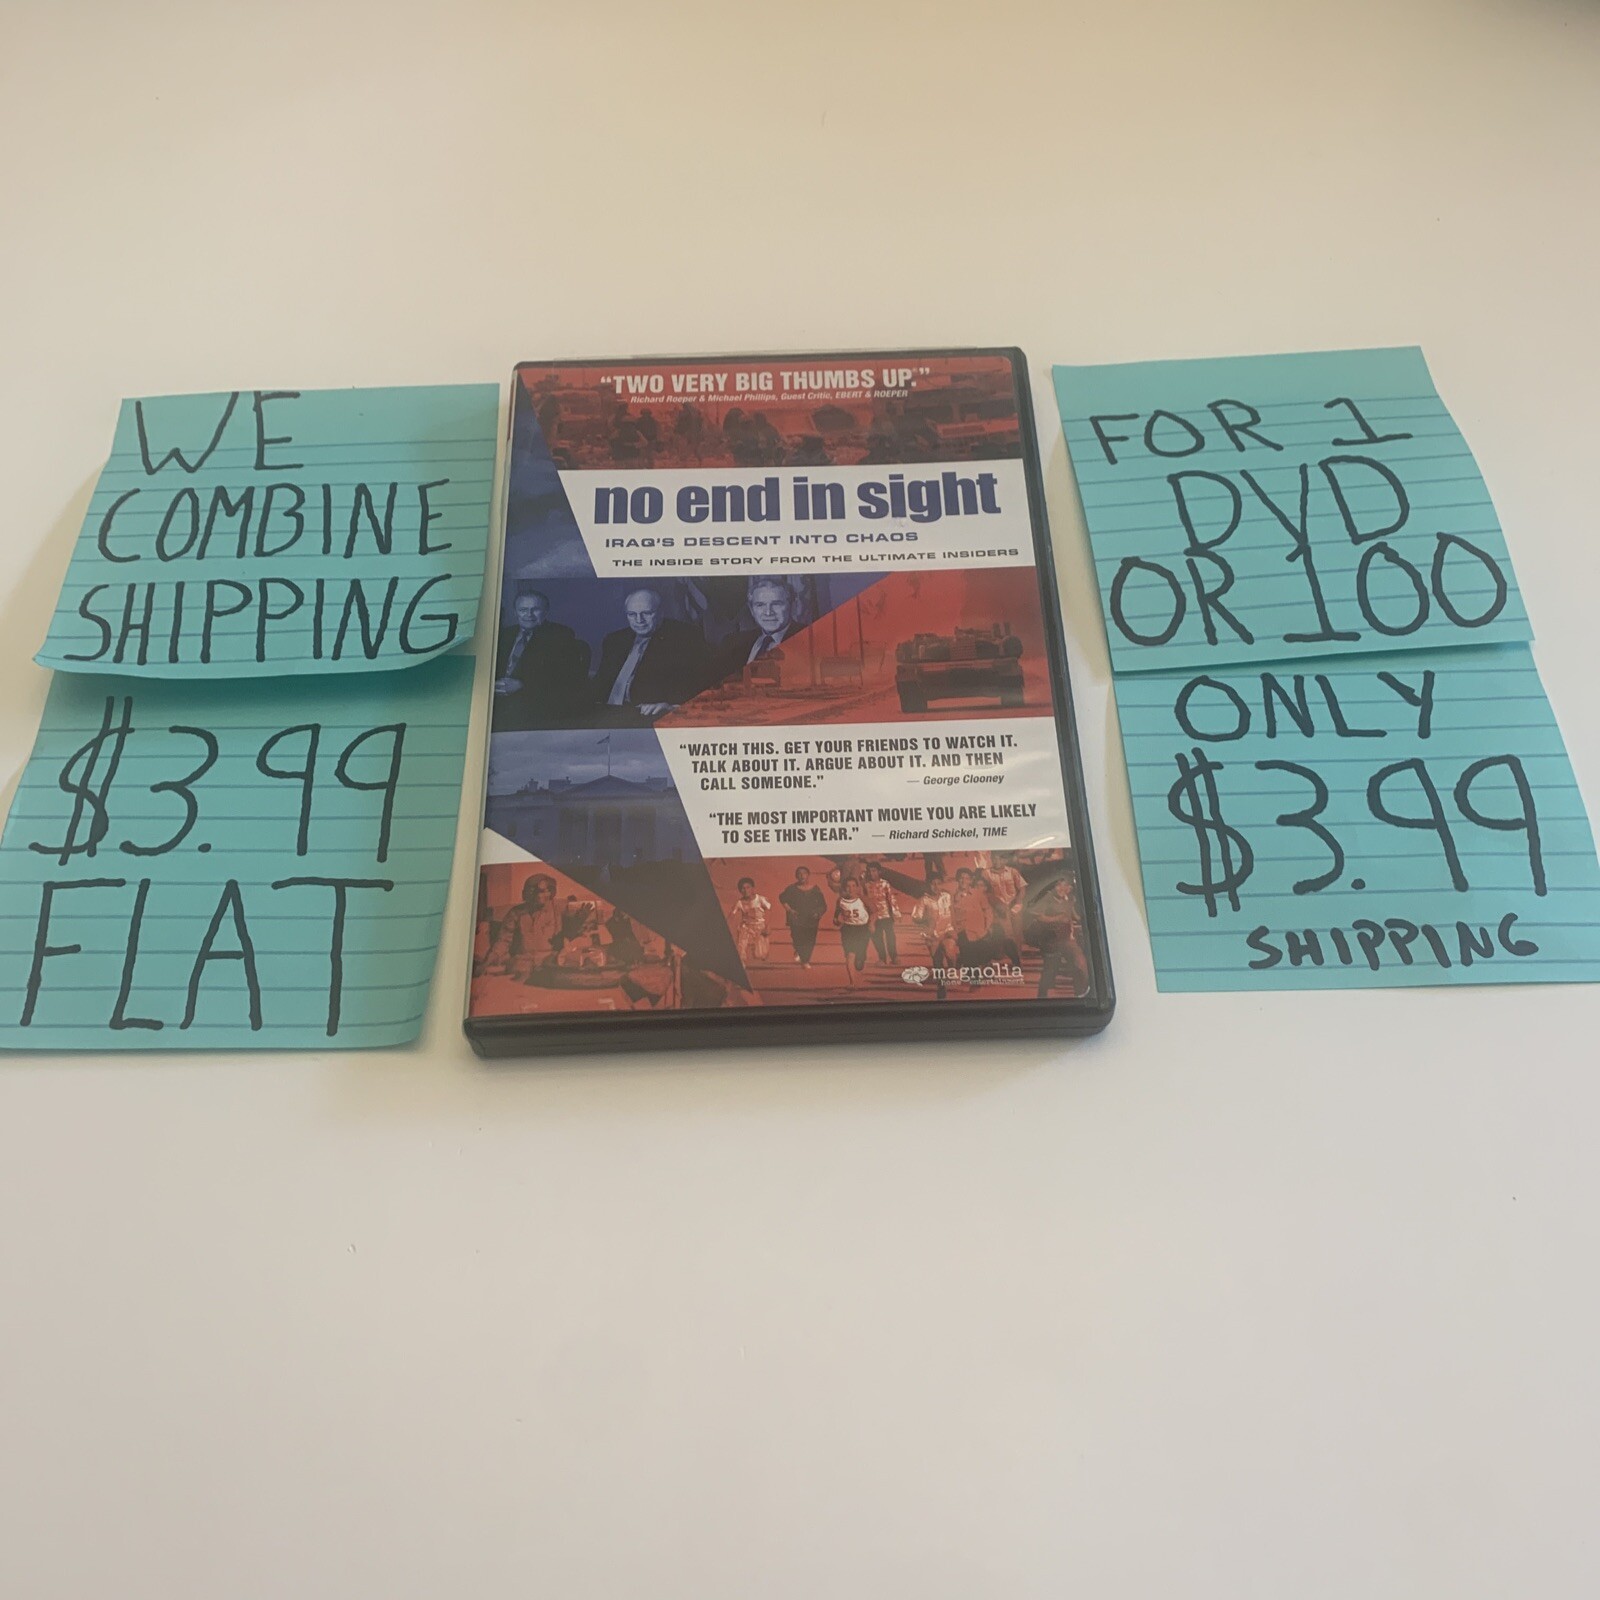 WE
COMBINE
SHIPPING
$3.99
FLAT
"TWO VERY BIG THUMBS UP."
— Richard Roeper & Michael Phillips, Guest Critic, EBERT & ROEPER
no end in sight
IRAQ'S DESCENT INTO CHAOS
THE INSIDE STORY FROM THE ULTIMATE INSIDERS
"WATCH THIS. GET YOUR FRIENDS TO WATCH IT.
TALK ABOUT IT. ARGUE ABOUT IT. AND THEN
CALL SOMEONE." — George Clooney
"THE MOST IMPORTANT MOVIE YOU ARE LIKELY
TO SEE THIS YEAR." — Richard Schickel, TIME
25
magnolia
home entertainment
FOR 1
DVD
OR 100
ONLY
$3.99
SHIPPING